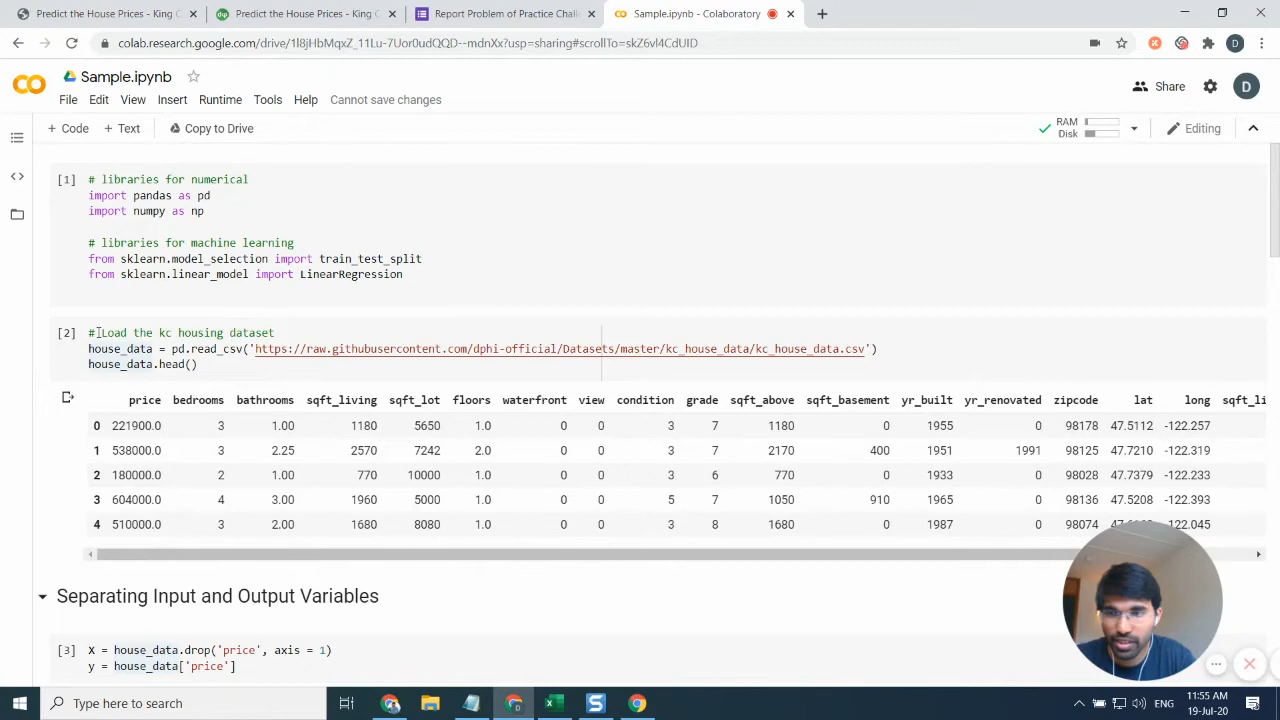 Predict the House Prices - King C
Predict the House Prices - King C
Report Problem of Practice Chall
Sample.ipynb - Colaboratory
colab.research.google.com/drive/
Sample.ipynb
File Edit View Insert Runtime Tools Help Cannot save changes
Share
D
+ Code + Text Copy to Drive
RAM
Disk
Editing
[1] # libraries for numerical
import pandas as pd
import numpy as np
# libraries for machine learning
from sklearn.model_selection import train_test_split
from sklearn.linear_model import LinearRegression
[2] #Load the kc housing dataset
house_data = pd.read_csv('https://raw.githubusercontent.com/dphi-official/Datasets/master/kc_house_data/kc_house_data.csv')
house_data.head()
price bedrooms bathrooms sqft_living sqft_lot floors waterfront view condition grade sqft_above sqft_basement yr_built yr_renovated zipcode lat long sqft_li
0 221900.0 3 1.00 1180 5650 1.0 0 0 3 7 1180 0 1955 0 98178 47.5112 -122.257
1 538000.0 3 2.25 2570 7242 2.0 0 0 3 7 2170 400 1951 1991 98125 47.7210 -122.319
2 180000.0 2 1.00 770 10000 1.0 0 0 3 6 770 0 1933 0 98028 47.7379 -122.233
3 604000.0 4 3.00 1960 5000 1.0 0 0 5 7 1050 910 1965 0 98136 47.5208 -122.393
4 510000.0 3 2.00 1680 8080 1.0 0 0 3 8 1680 0 1987 0 98074 -122.045
Separating Input and Output Variables
[3] X = house_data.drop('price', axis = 1)
y = house_data['price']
Type here to search
ENG
11:55 AM
19-Jul-20